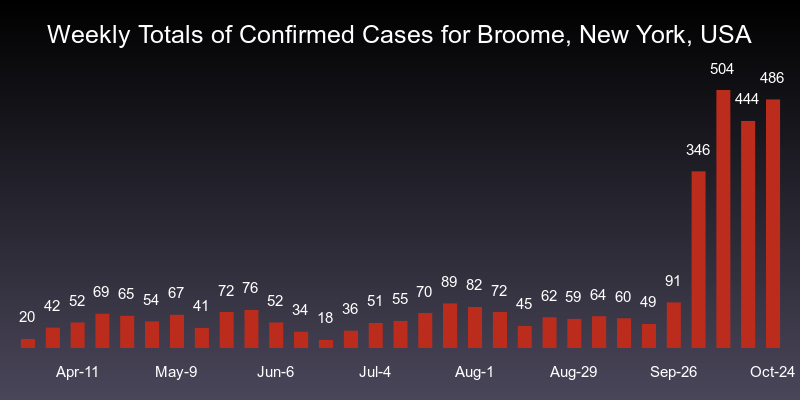 Weekly Totals of Confirmed Cases for Broome, New York, USA
20 42 52 69 65 54 67 41 72 76 52 34 18 36 51 55 70 89 82 72 45 62 59 64 60 49 91 346 504 444 486
Apr-11 May-9 Jun-6 Jul-4 Aug-1 Aug-29 Sep-26 Oct-24